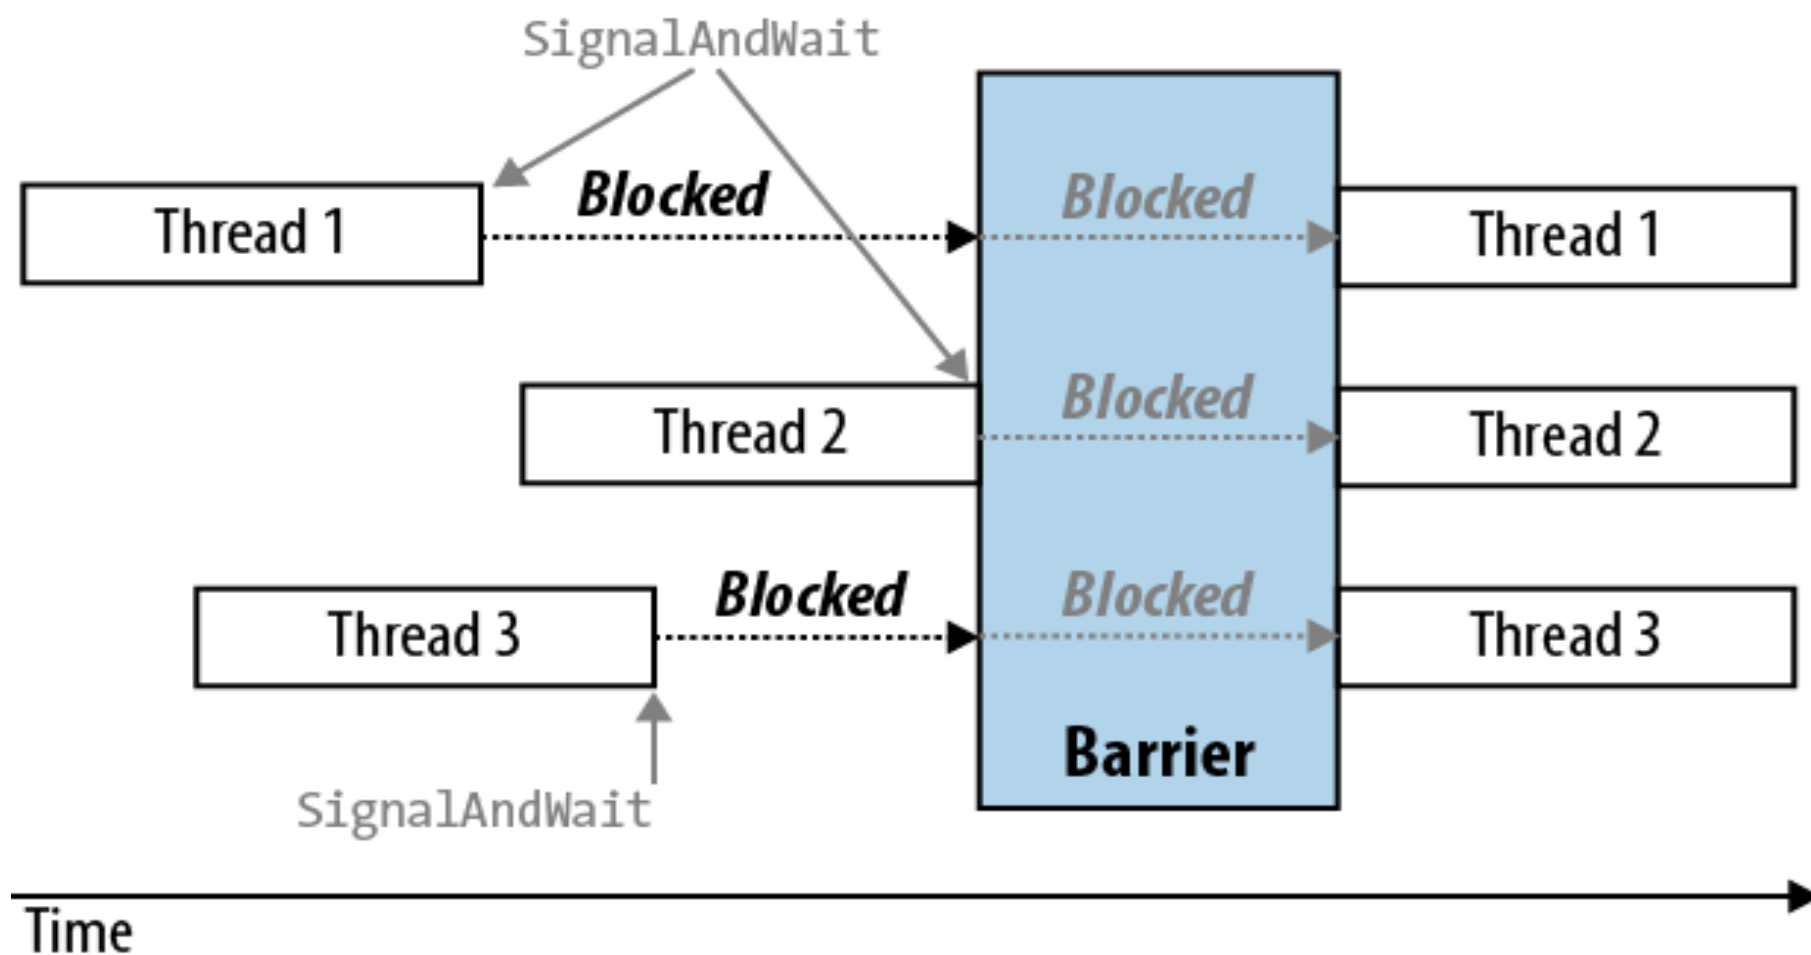 SignalAndWait
Blocked
Blocked
Thread 1
Thread 1
Blocked
Thread 2
Thread 2
Blocked
Blocked
Thread 3
Thread 3
Barrier
SignalAndWait
Time